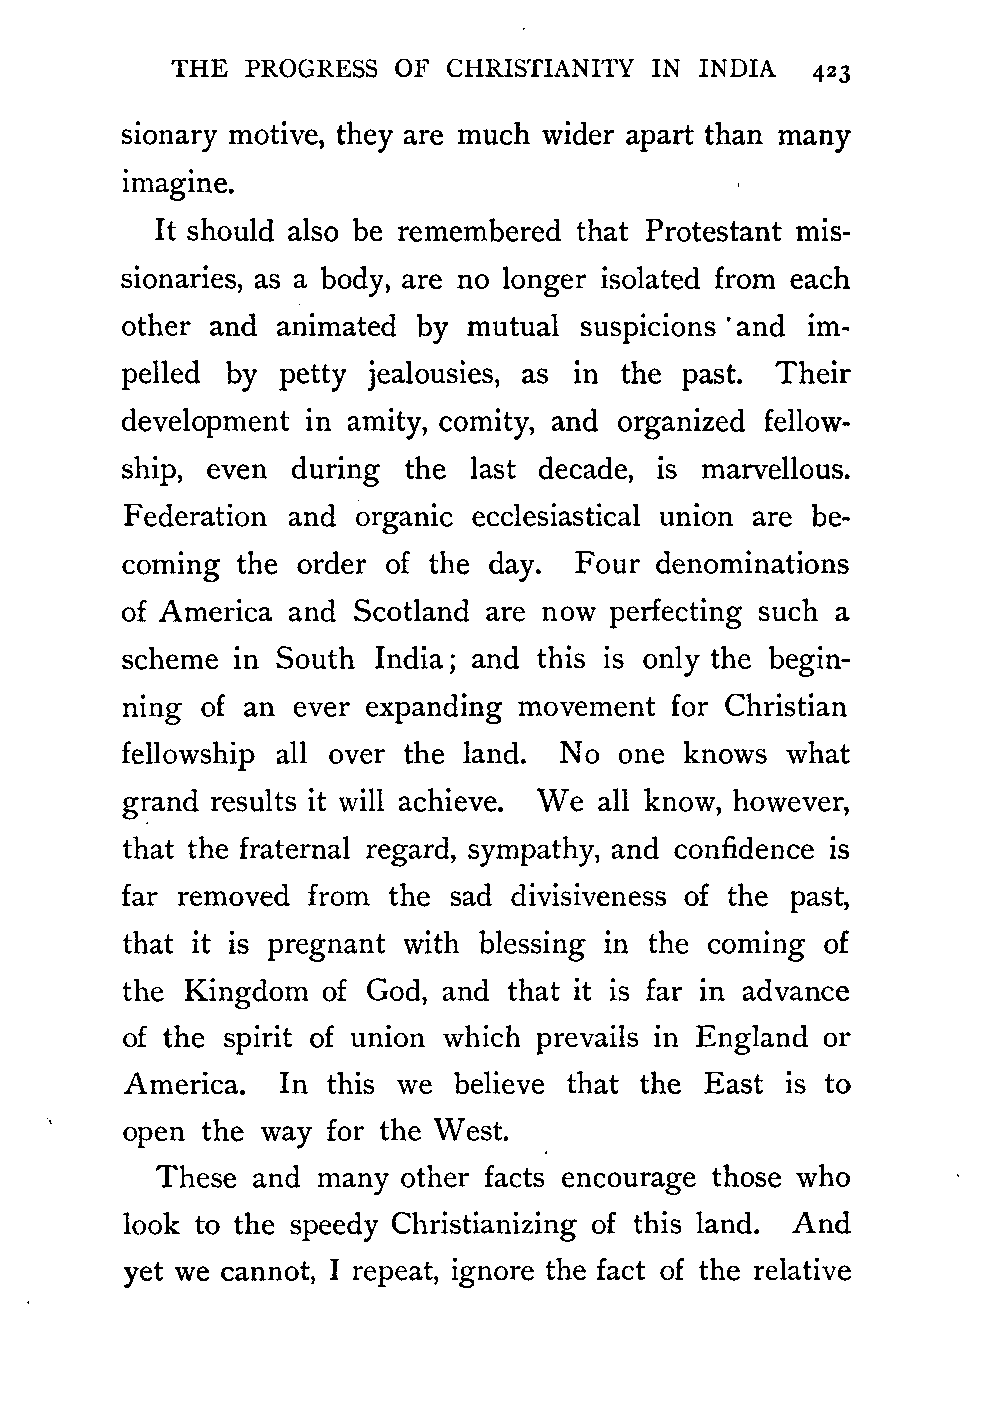 THE PROGRESS OF CHRISTIANITY IN INDIA 423
sionary motive, they are much wider apart than many
imagine.
It should also be remembered that Protestant mis-
sionaries, as a body, are no longer isolated from each
other and animated by mutual suspicions and im-
pelled by petty jealousies, as in the past. Their
development in amity, comity, and organized fellow-
ship, even during the last decade, is marvellous.
Federation and organic ecclesiastical union are be-
coming the order of the day. Four denominations
of America and Scotland are now perfecting such a
scheme in South India; and this is only the begin-
ning of an ever expanding movement for Christian
fellowship all over the land. No one knows what
grand results it will achieve. We all know, however,
that the fraternal regard, sympathy, and confidence is
far removed from the sad divisiveness of the past,
that it is pregnant with blessing in the coming of
the Kingdom of God, and that it is far in advance
of the spirit of union which prevails in England or
America. In this we believe that the East is to
open the way for the West.
These and many other facts encourage those who
look to the speedy Christianizing of this land. And
yet we cannot, I repeat, ignore the fact of the relative